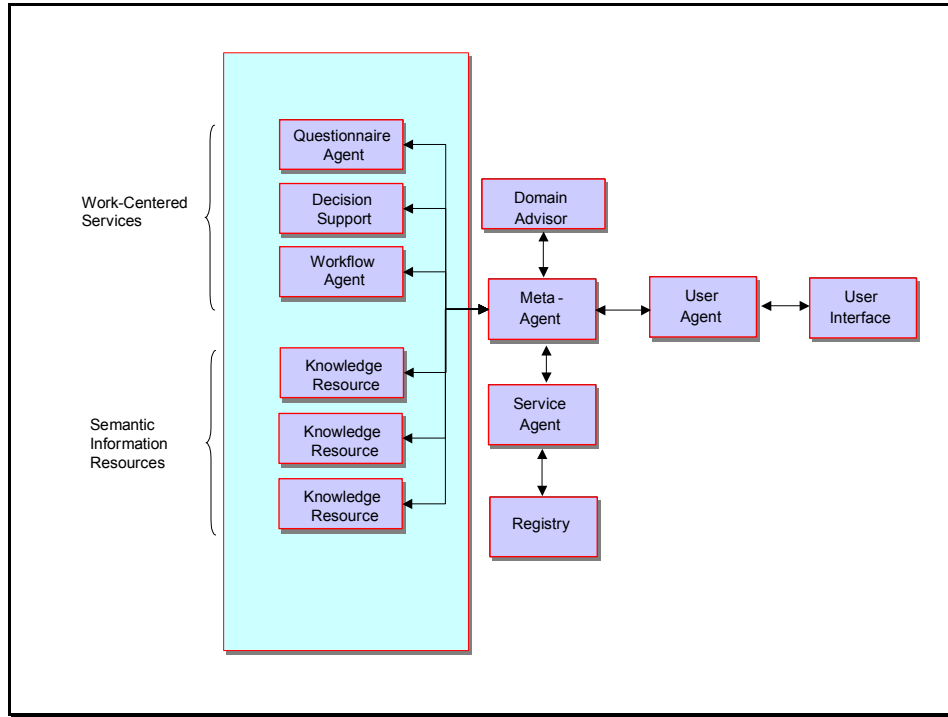 Questionnaire
Agent
Work-Centered
Services
Decision
Support
Workflow
Agent
Semantic
Information
Resources
Knowledge
Resource
Knowledge
Resource
Knowledge
Resource
Domain
Advisor
Meta -
Agent
User
Agent
User
Interface
Service
Agent
Registry